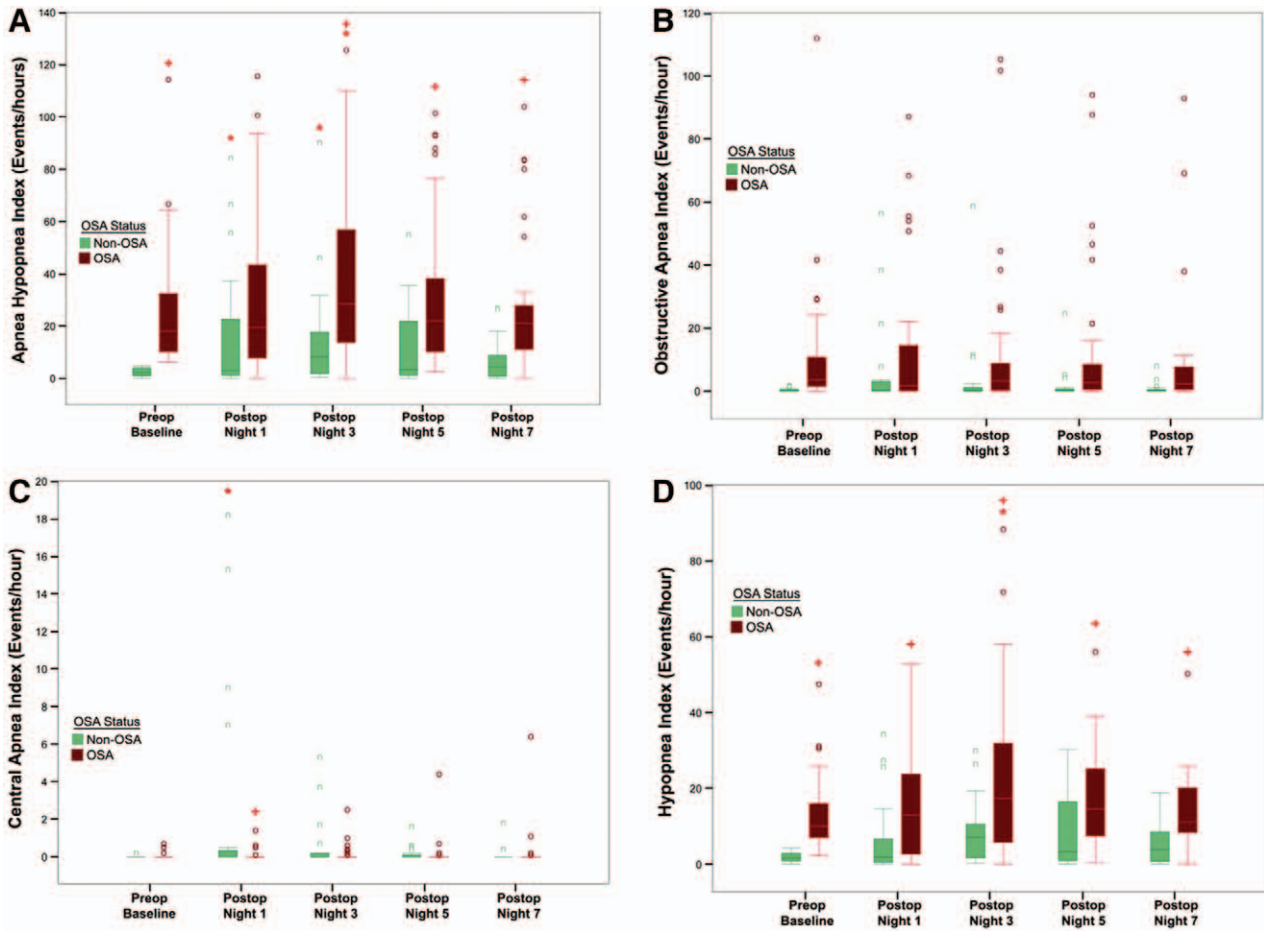 A
Apnea Hypopnea Index (Events/hours)
140
120
100
80
60
40
20
0
OSA Status
Non-OSA
OSA
Preop Postop Postop Postop Postop
Baseline Night 1 Night 3 Night 5 Night 7
B
Obstructive Apnea Index (Events/hour)
120
100
80
60
40
20
0
OSA Status
Non-OSA
OSA
Preop Postop Postop Postop Postop
Baseline Night 1 Night 3 Night 5 Night 7
C
Central Apnea Index (Events/hour)
20
18
16
14
12
10
8
6
4
2
0
OSA Status
Non-OSA
OSA
Preop Postop Postop Postop Postop
Baseline Night 1 Night 3 Night 5 Night 7
D
Hypopnea Index (Events/hour)
100
80
60
40
20
0
OSA Status
Non-OSA
OSA
Preop Postop Postop Postop Postop
Baseline Night 1 Night 3 Night 5 Night 7